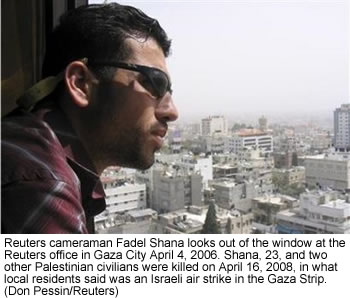 Reuters cameraman Fadel Shana looks out of the window at the
Reuters office in Gaza City April 4, 2006. Shana, 23, and two
other Palestinian civilians were killed on April 16, 2008, in what
local residents said was an Israeli air strike in the Gaza Strip.
(Don Pessin/Reuters)